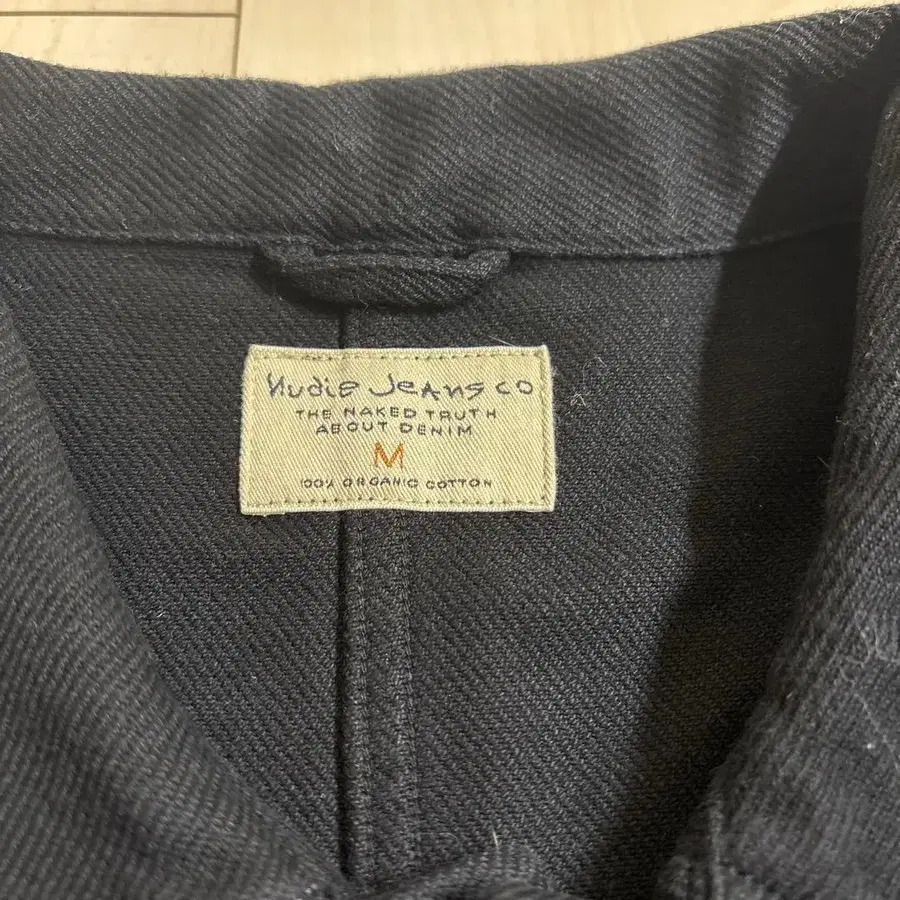 Nudie Jeans co
THE NAKED TRUTH
ABOUT DENIM
M
100% ORGANIC COTTON